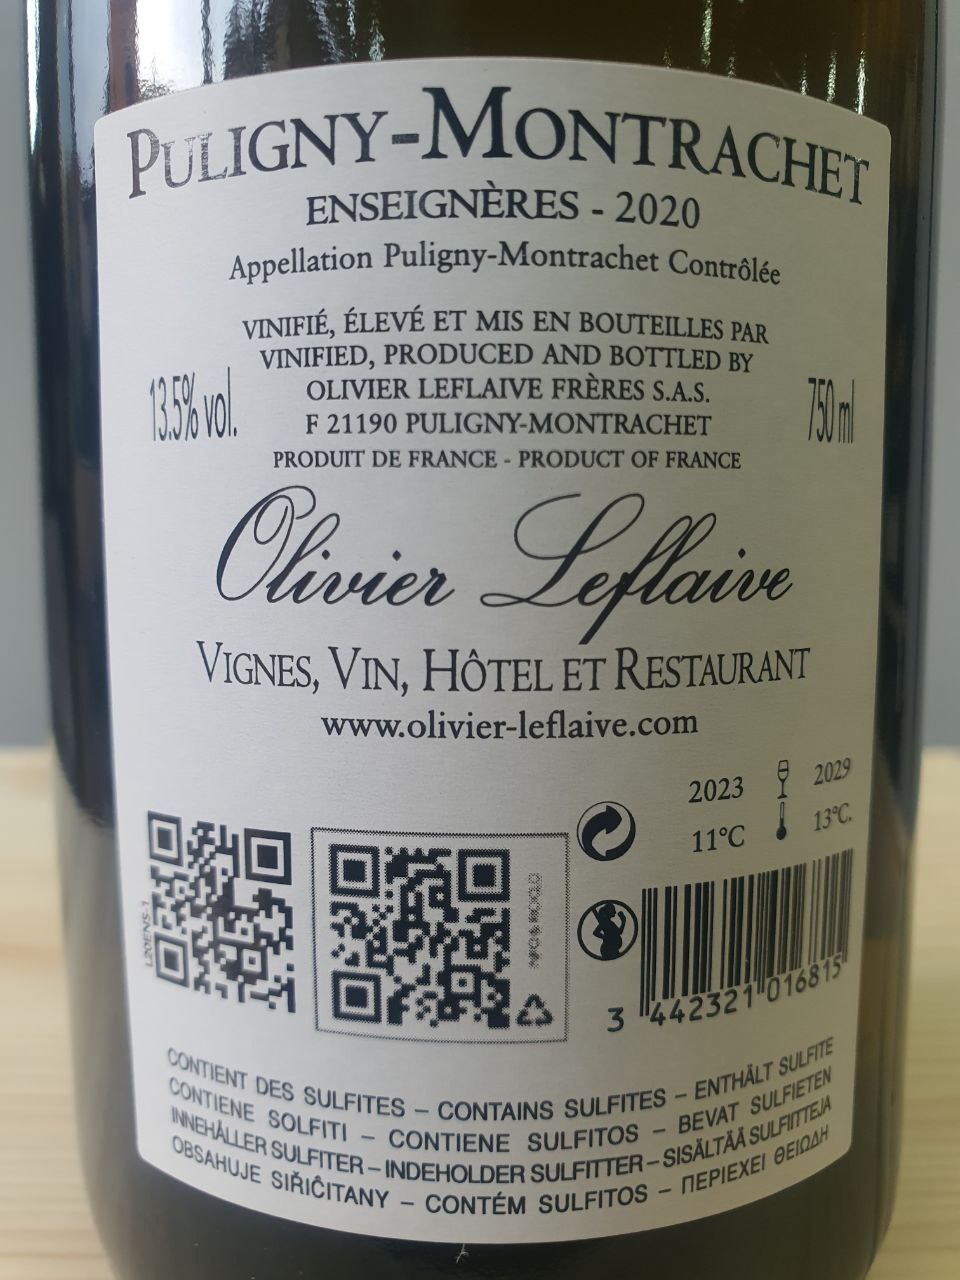 PULIGNY-MONTRACHET
ENSEIGNÈRES - 2020
Appellation Puligny-Montrachet Contrôlée
VINIFIÉ, ÉLEVÉ ET MIS EN BOUTEILLES PAR
VINIFIED, PRODUCED AND BOTTLED BY
OLIVIER LEFLAIVE FRÈRES S.A.S.
F 21190 PULIGNY-MONTRACHET
PRODUIT DE FRANCE - PRODUCT OF FRANCE
13.5% vol.
750 ml
Olivier Leflaive
VIGNES, VIN, HÔTEL ET RESTAURANT
www.olivier-leflaive.com
2023 2029
11°C 13°C.
L20ENS-1
3 442321 016815
CONTIENT DES SULFITES – CONTAINS SULFITES – ENTHÄLT SULFITE
CONTIENE SOLFITI – CONTIENE SULFITOS – BEVAT SULFIETEN
INNEHÅLLER SULFITER – INDEHOLDER SULFITTER – SISÄLTÄÄ SULFIITTEJA
OBSAHUJE SIŘIČITANY – CONTÉM SULFITOS – ΠΕΡΙΕΧΕΙ ΘΕΙΩΔΗ